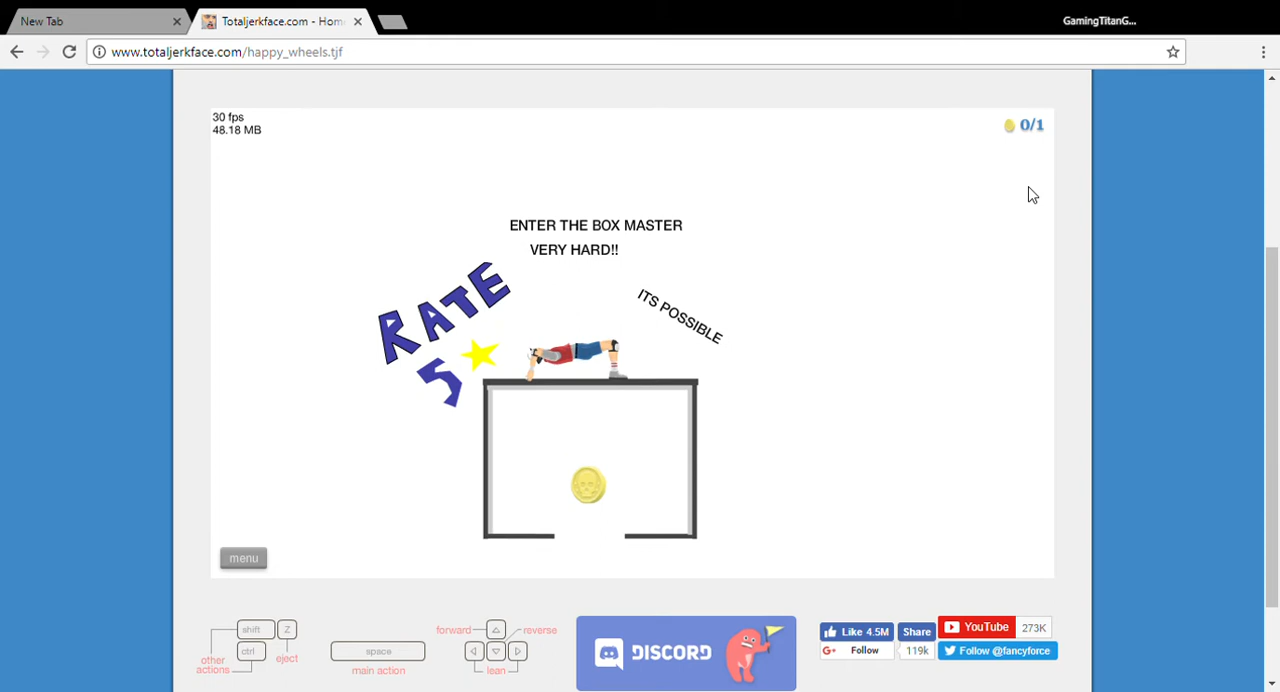 New Tab
Totaljerkface.com - Hom
GamingTitanG...
www.totaljerkface.com/happy_wheels.tjf
30 fps
48.18 MB
0/1
ENTER THE BOX MASTER
VERY HARD!!
RATE
5
ITS POSSIBLE
menu
shift
Z
ctrl
eject
other
actions
space
main action
forward
reverse
lean
DISCORD
Like 4.5M
Share
YouTube
273K
G+
Follow
119k
Follow @fancyforce